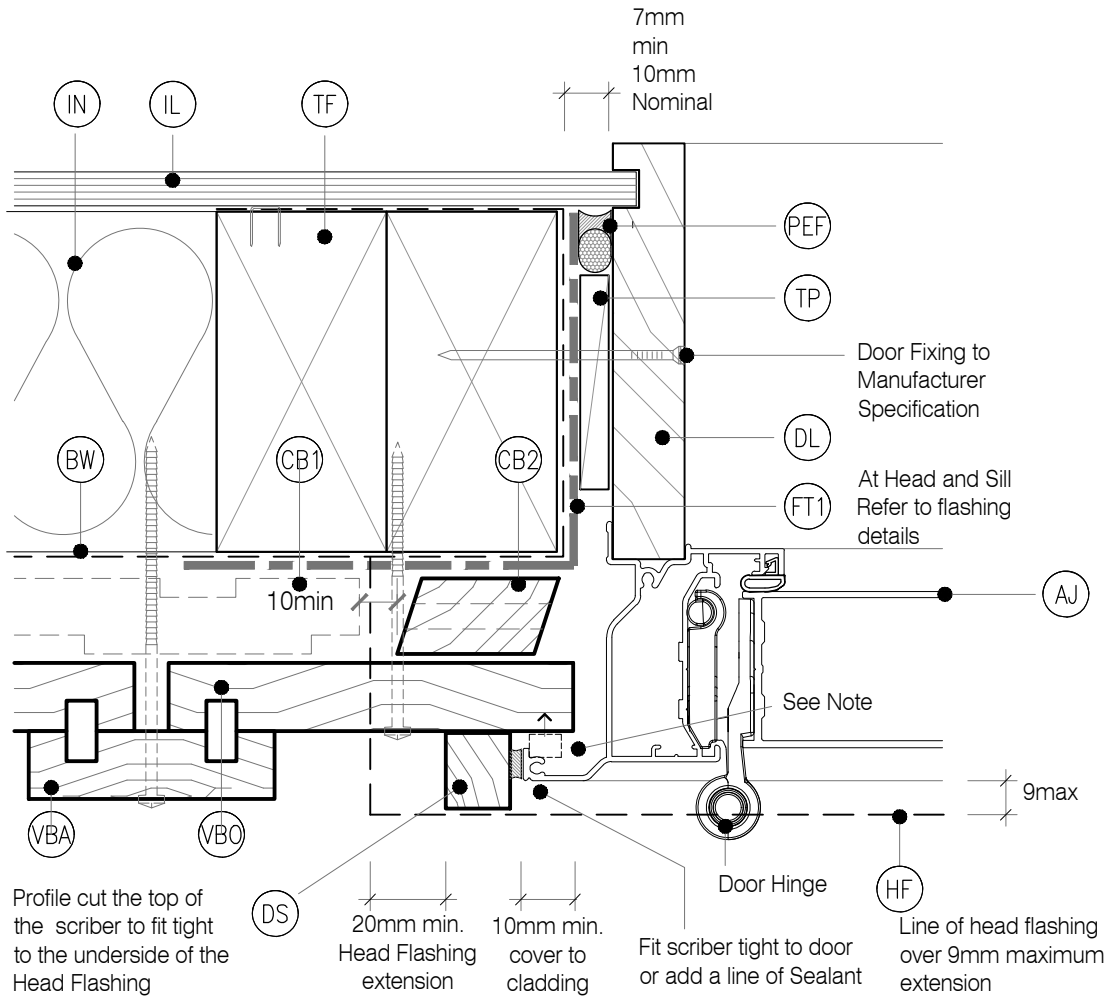 7mm
min
10mm
Nominal
IN
IL
TF
PEF
TP
Door Fixing to
Manufacturer
Specification
DL
BW
CB1
CB2
At Head and Sill
Refer to flashing
details
FT1
10min
AJ
See Note
9max
VBA
VBO
Door Hinge
HF
Profile cut the top of
the scriber to fit tight
to the underside of the
Head Flashing
DS
20mm min.
Head Flashing
extension
10mm min.
cover to
cladding
Fit scriber tight to door
or add a line of Sealant
Line of head flashing
over 9mm maximum
extension